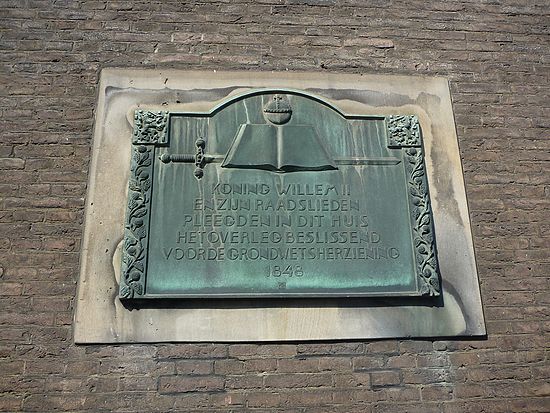 KONING WILLEM II
EN ZIJN RAADSLIEDEN
PLEEGDEN IN DIT HUIS
HET OVERLEG BESLISSEND
VOOR DE GRONDWETSHERZIENING
1848